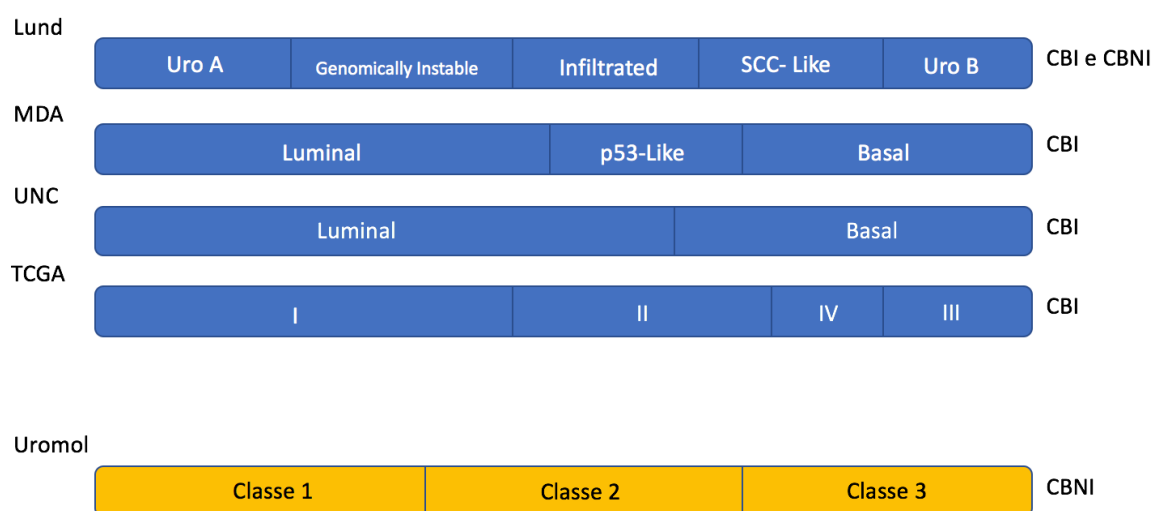 Lund
Uro A Genomically Instable Infiltrated SCC- Like Uro B CBI e CBNI
MDA
Luminal p53-Like Basal CBI
UNC
Luminal Basal CBI
TCGA
I II IV III CBI
Uromol
Classe 1 Classe 2 Classe 3 CBNI